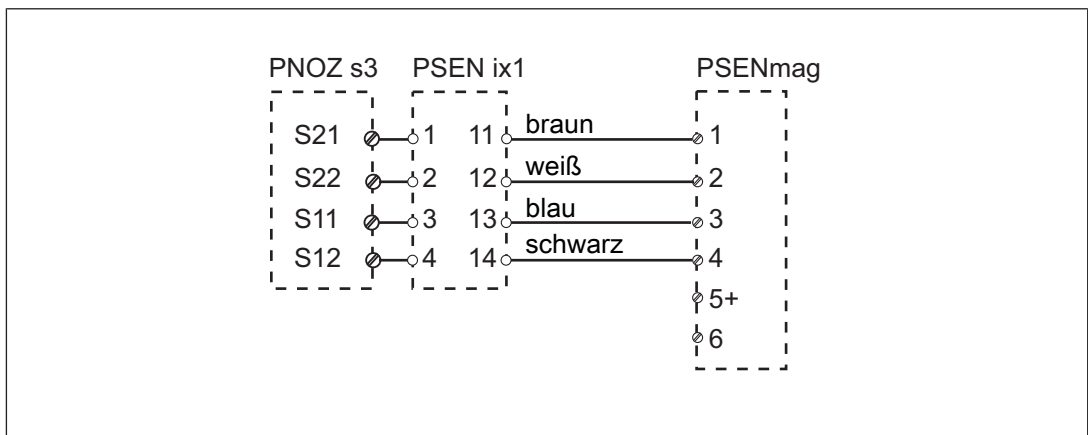 PNOZ s3 PSEN ix1 PSENmag
S21 1 11 braun 1
S22 2 12 weiß 2
S11 3 13 blau 3
S12 4 14 schwarz 4
5+
6